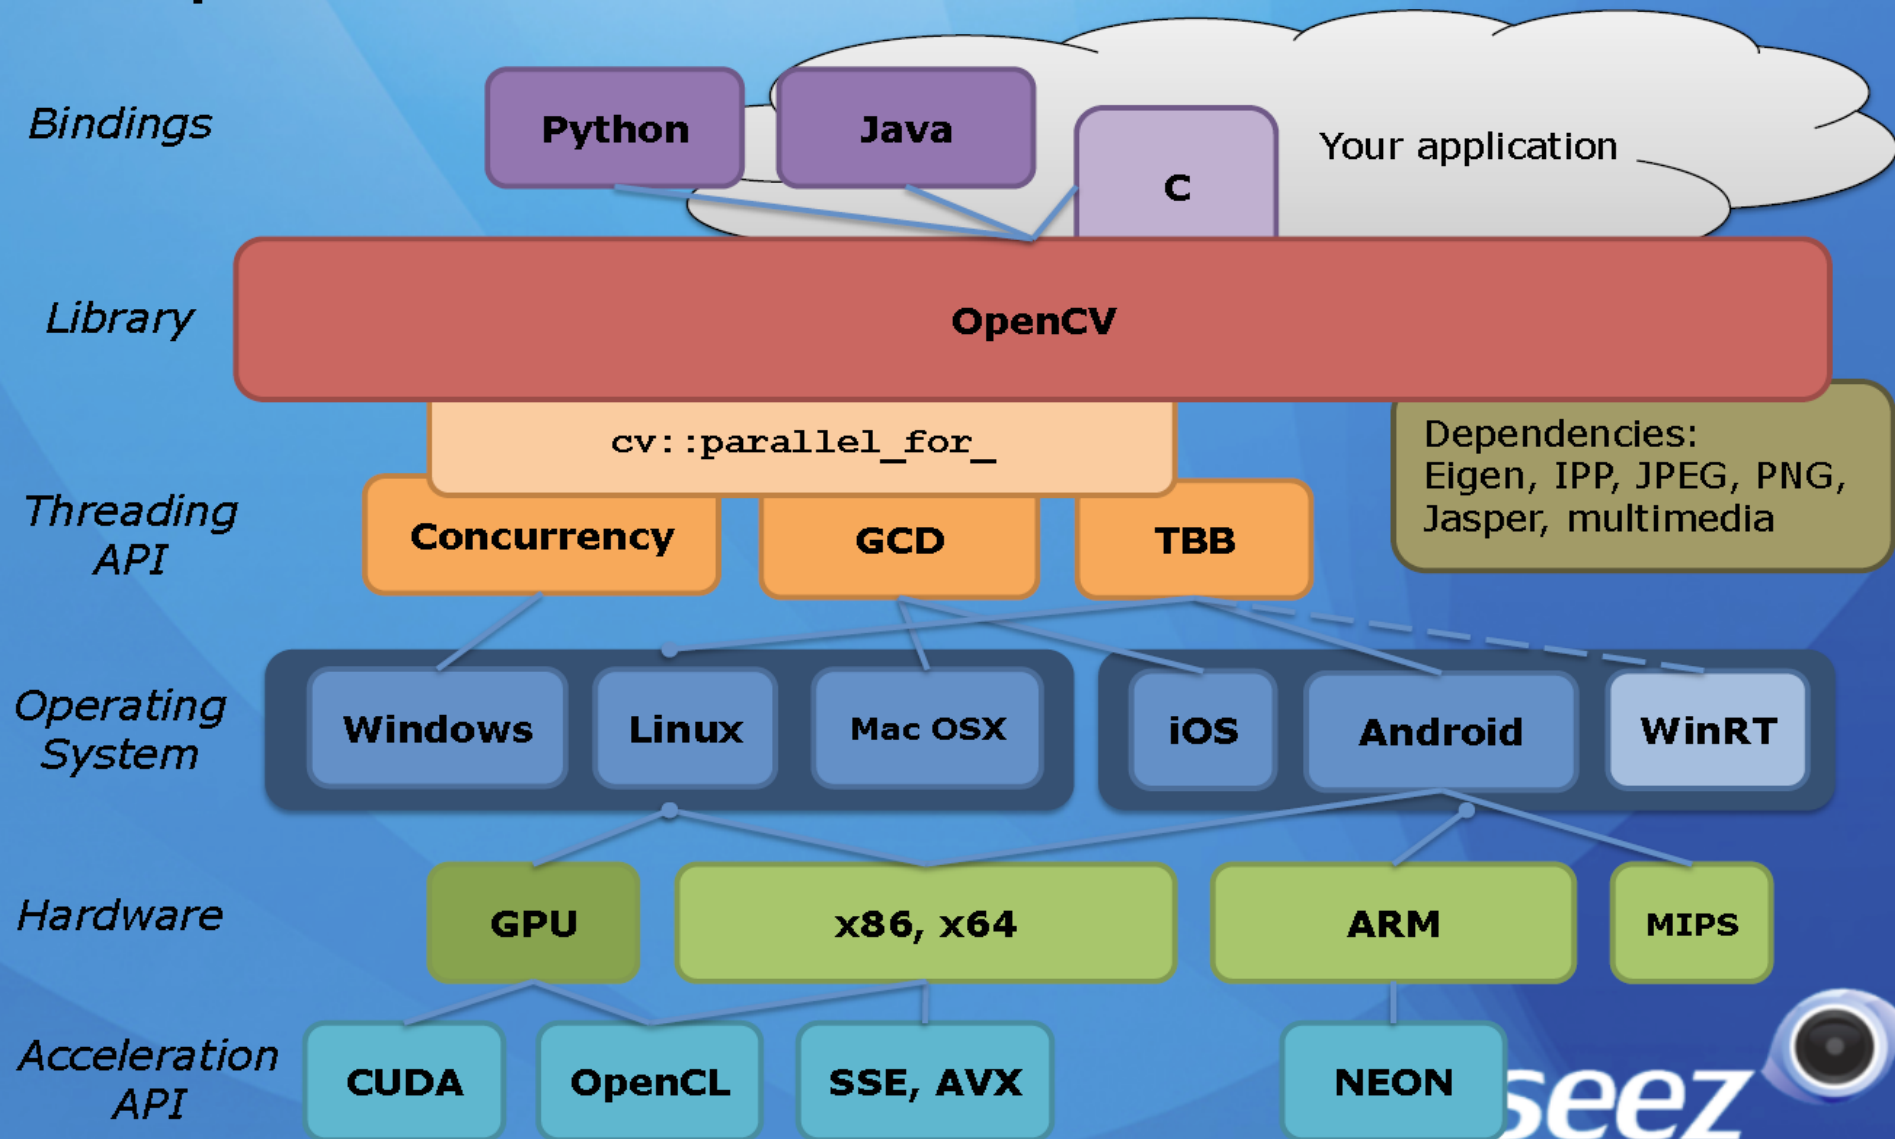 Bindings
Python
Java
C
Your application
Library
OpenCV
cv::parallel_for_
Dependencies:
Eigen, IPP, JPEG, PNG,
Jasper, multimedia
Threading
API
Concurrency
GCD
TBB
Operating
System
Windows
Linux
Mac OSX
iOS
Android
WinRT
Hardware
GPU
x86, x64
ARM
MIPS
Acceleration
API
CUDA
OpenCL
SSE, AVX
NEON
seez